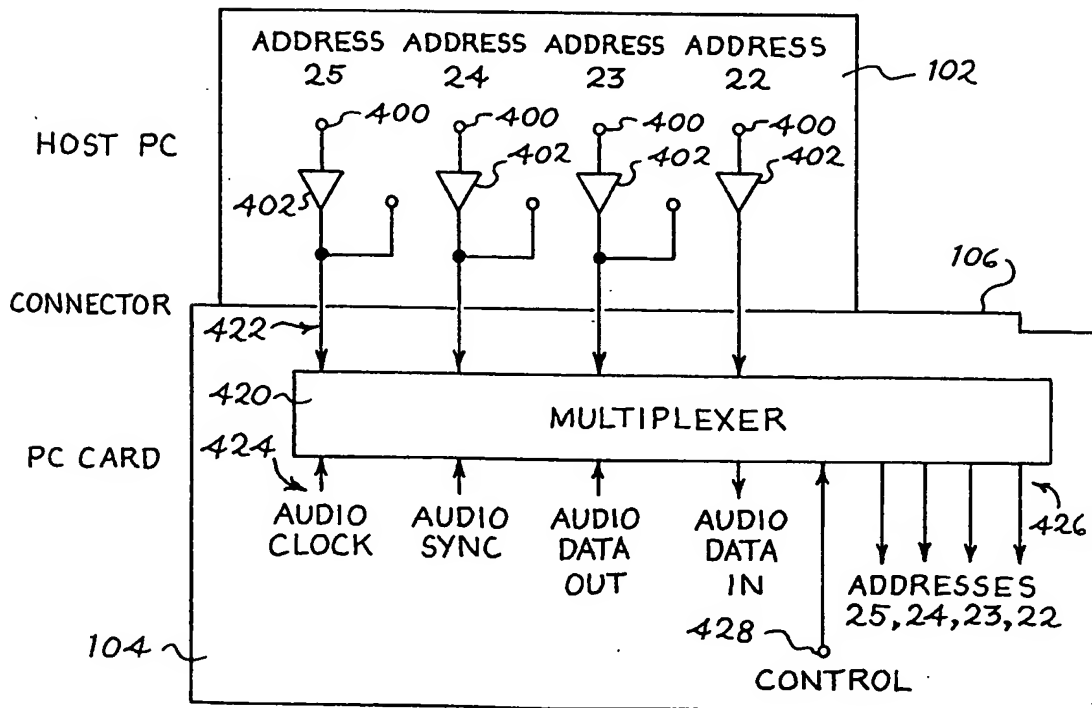 ADDRESS 25 ADDRESS 24 ADDRESS 23 ADDRESS 22
102
HOST PC
400 400 400 400
402 402 402 402
CONNECTOR
106
422
420
MULTIPLEXER
424
PC CARD
AUDIO CLOCK
AUDIO SYNC
AUDIO DATA OUT
AUDIO DATA IN
426
ADDRESSES
25, 24, 23, 22
428
104
CONTROL